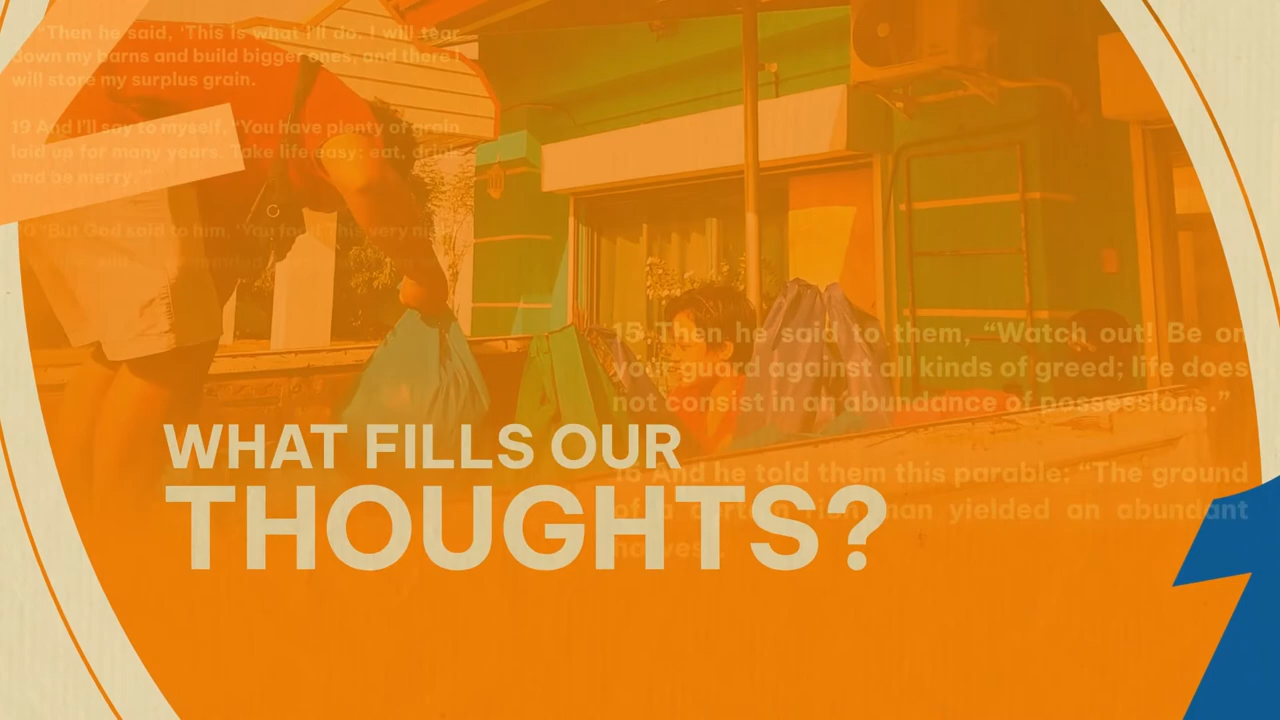 "Then he said, 'This is what I'll do. I will tear
down my barns and build bigger ones, and there I
will store my surplus grain.
19 And I'll say to myself, "You have plenty of grain
laid up for many years. Take life easy; eat, drink
and be merry."'
"But God said to him, 'You fool! This very
15 Then he said to them, “Watch out! Be on
your guard against all kinds of greed; life does
not consist in an abundance of possessions.”
WHAT FILLS OUR
16 And he told them this parable: “The ground
THOUGHTS?
man yielded an abundant